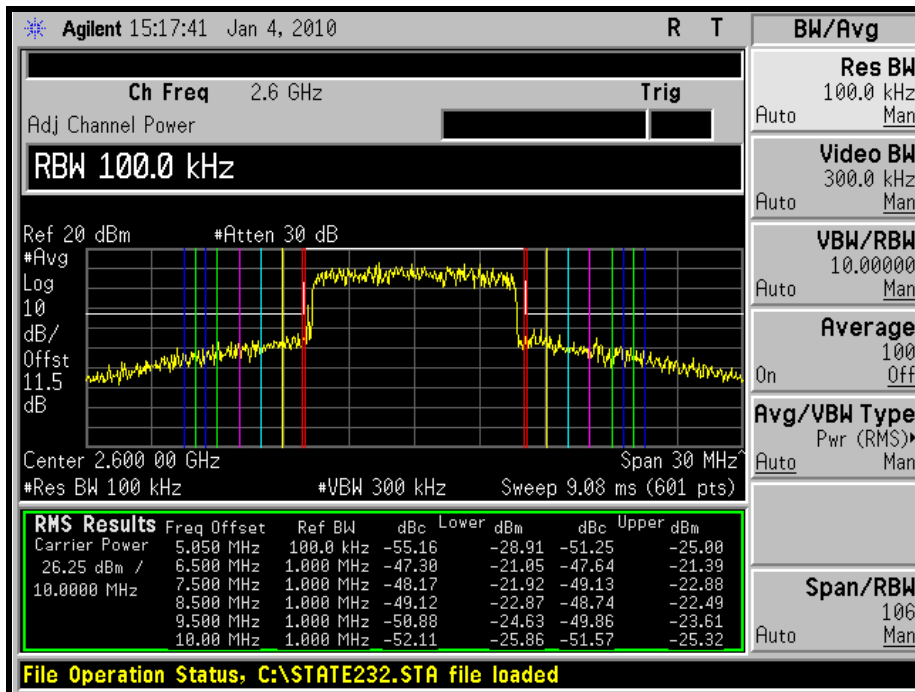 Agilent 15:17:41 Jan 4, 2010 R T
Ch Freq 2.6 GHz Trig
Adj Channel Power
RBW 100.0 kHz
Ref 20 dBm #Atten 30 dB
#Avg
Log
10
dB/
Offst
11.5
dB
Center 2.600 00 GHz Span 30 MHz^
#Res BW 100 kHz #VBW 300 kHz Sweep 9.08 ms (601 pts)
RMS Results Freq Offset Ref BW dBc Lower dBm dBc Upper dBm
Carrier Power 5.050 MHz 100.0 kHz -55.16 -28.91 -51.25 -25.00
26.25 dBm / 6.500 MHz 1.000 MHz -47.30 -21.05 -47.64 -21.39
10.0000 MHz 7.500 MHz 1.000 MHz -48.17 -21.92 -49.13 -22.88
8.500 MHz 1.000 MHz -49.12 -22.87 -48.74 -22.49
9.500 MHz 1.000 MHz -50.88 -24.63 -49.86 -23.61
10.00 MHz 1.000 MHz -52.11 -25.86 -51.57 -25.32
File Operation Status, C:\STATE232.STA file loaded
BW/Avg
Res BW
100.0 kHz
Auto Man
Video BW
300.0 kHz
Auto Man
VBW/RBW
10.00000
Auto Man
Average
100
On Off
Avg/VBW Type
Pwr (RMS)▸
Auto Man
Span/RBW
106
Auto Man